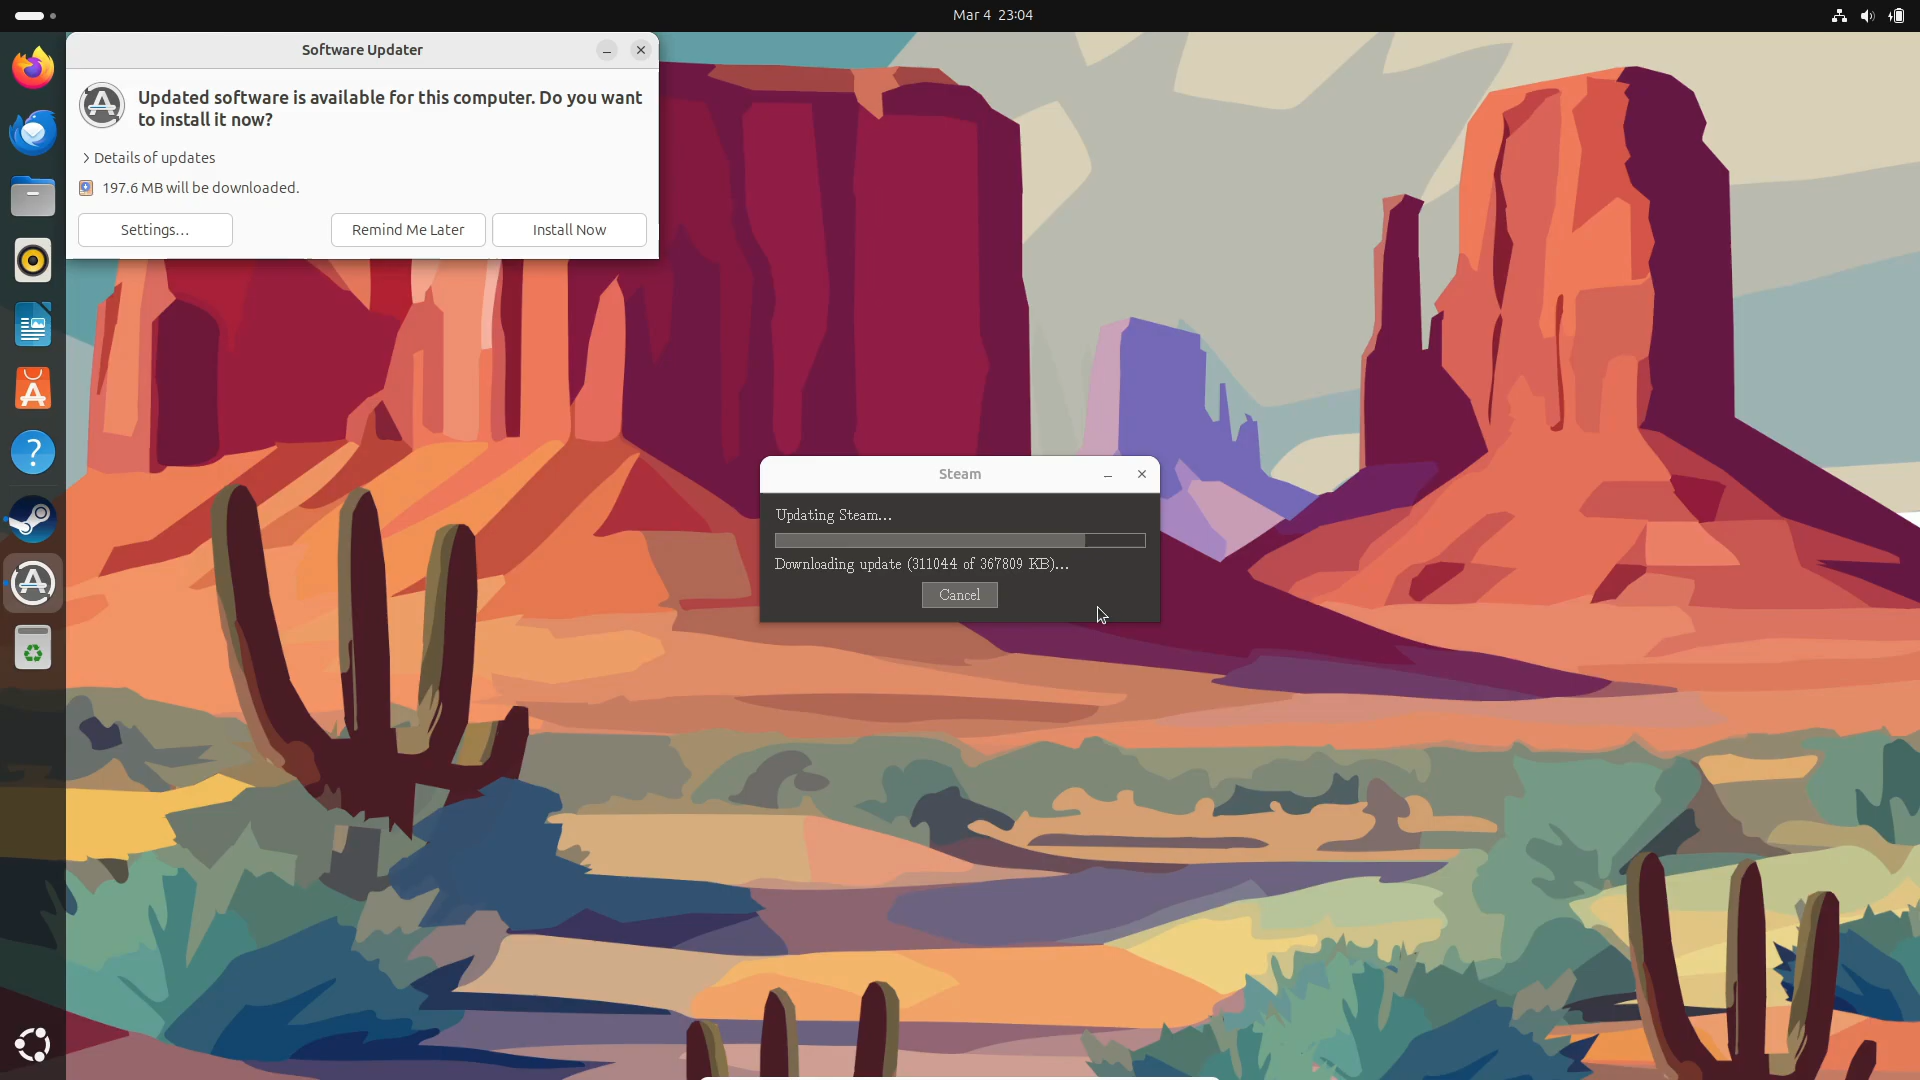 Mar 4 23:04
Software Updater
Updated software is available for this computer. Do you want
to install it now?
Details of updates
197.6 MB will be downloaded.
Settings…
Remind Me Later
Install Now
Steam
Updating Steam...
Downloading update (311044 of 367809 KB)...
Cancel